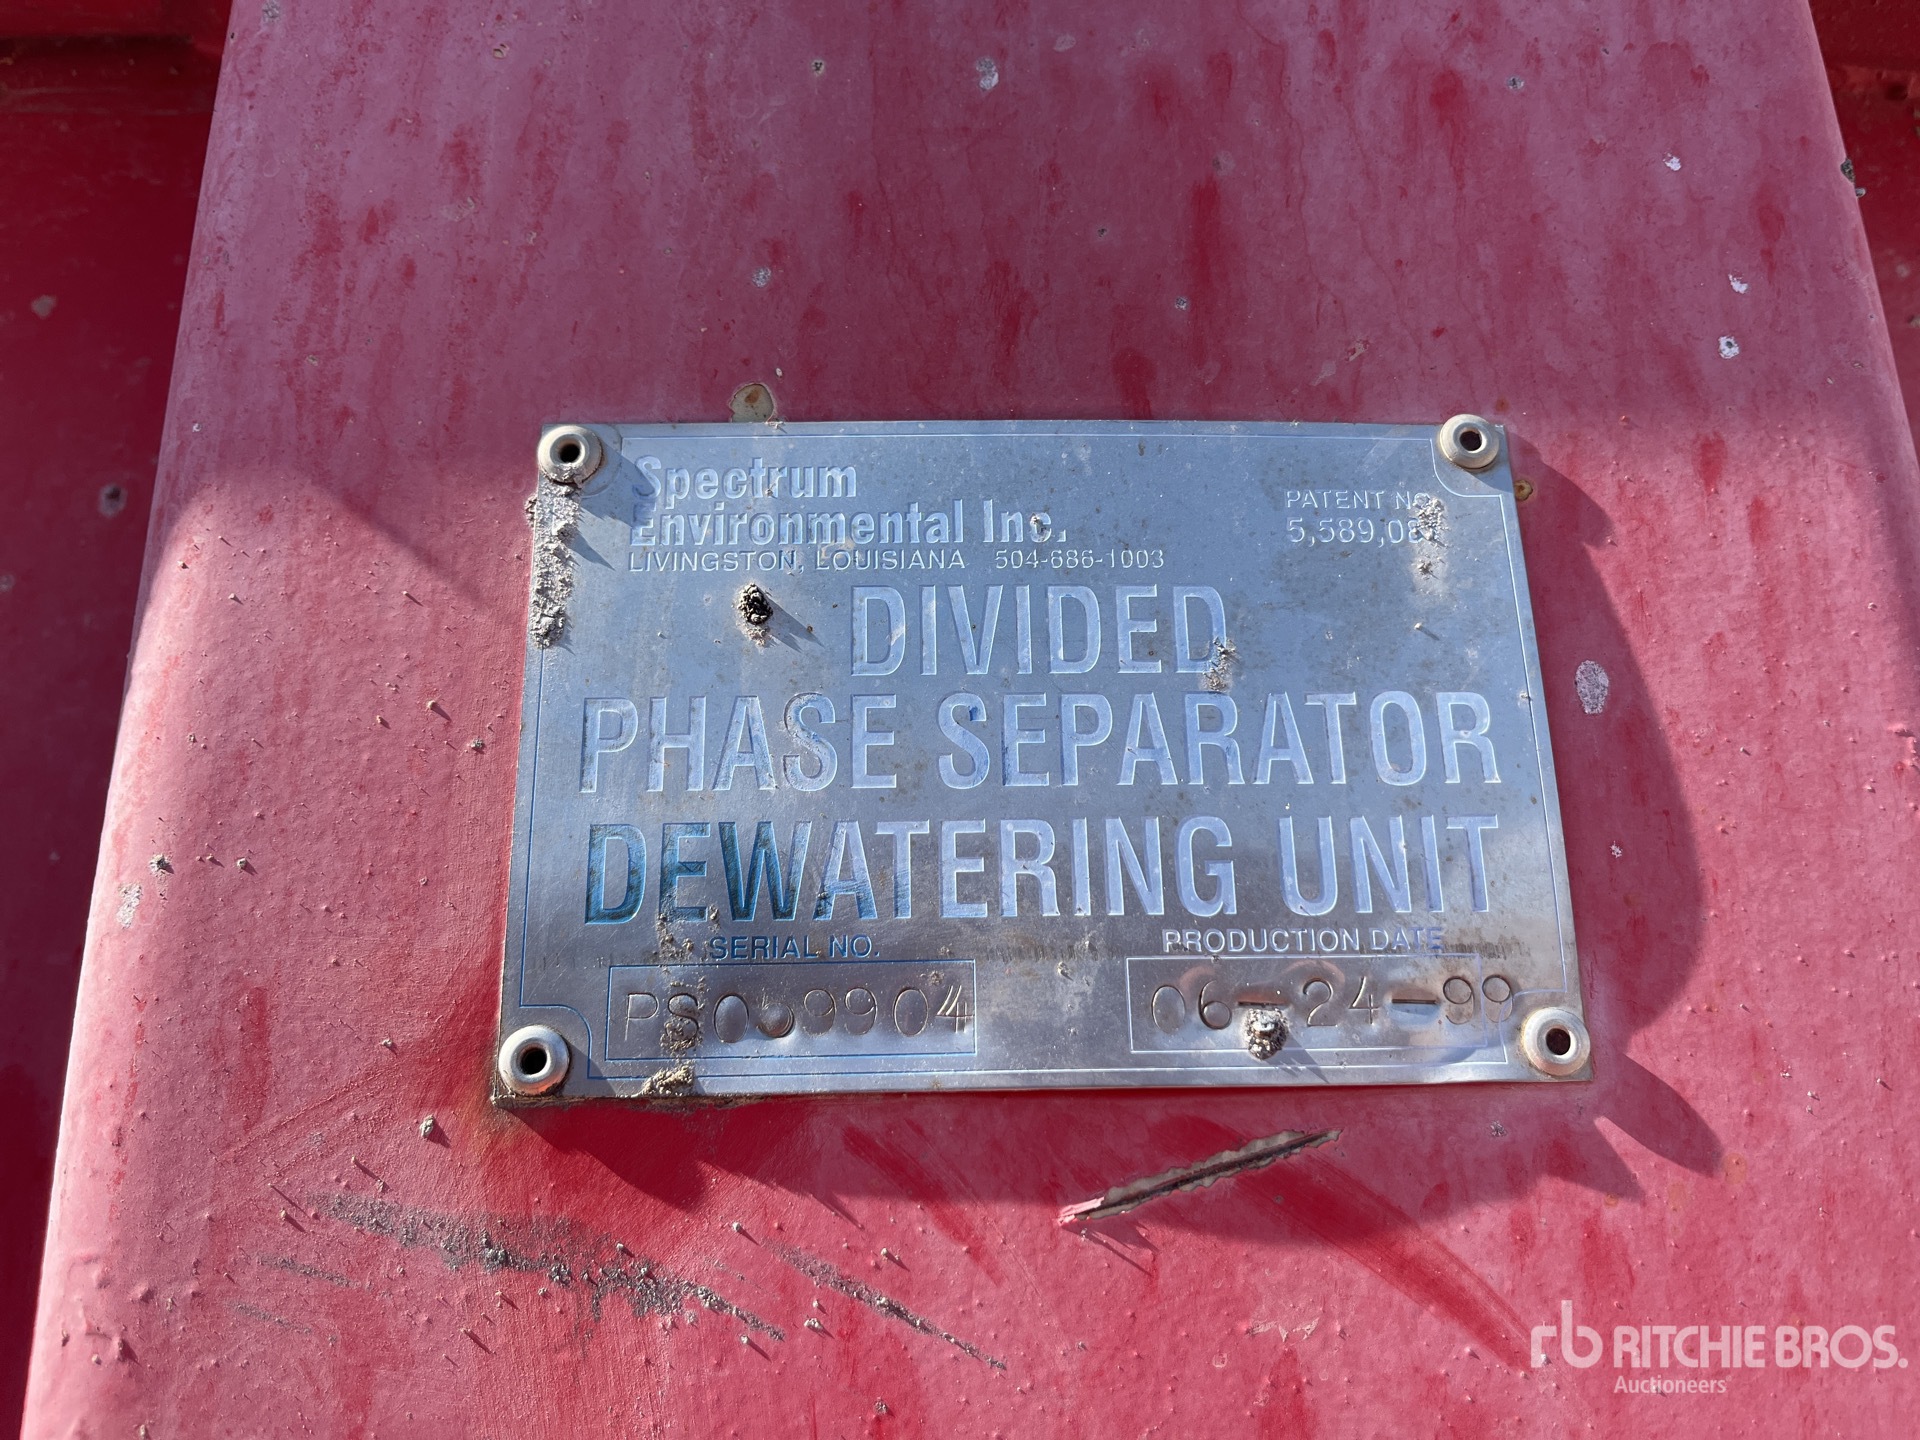 Spectrum
Environmental Inc.
LIVINGSTON, LOUISIANA 504-686-1003
PATENT NO.
DIVIDED
PHASE SEPARATOR
DEWATERING UNIT
SERIAL NO.
PRODUCTION DATE
06-24-99
rb RITCHIE BROS.
Auctioneers